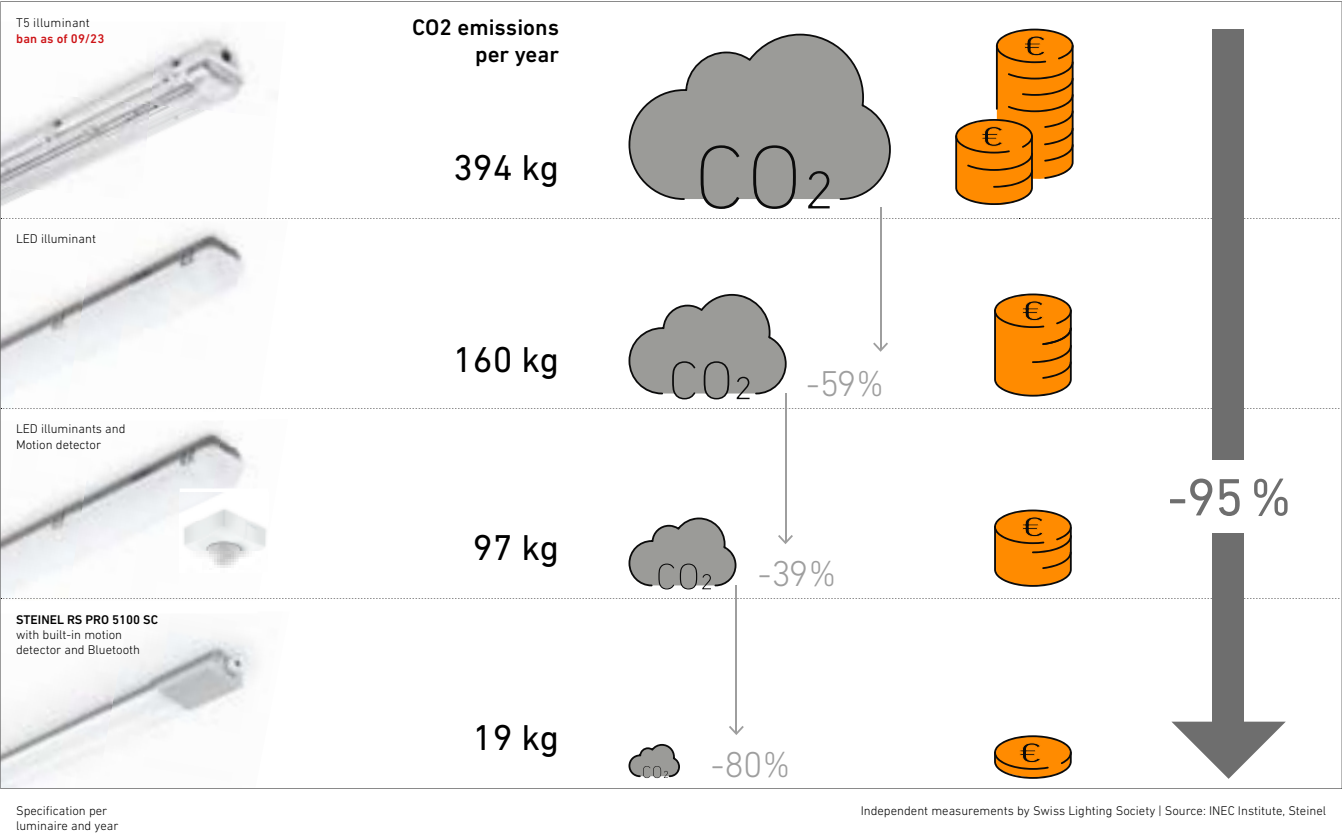 T5 illuminant
ban as of 09/23
CO2 emissions
per year
394 kg
CO2
€
€
LED illuminant
160 kg
CO2
-59%
€
LED illuminants and
Motion detector
97 kg
CO2
-39%
€
-95 %
STEINEL RS PRO 5100 SC
with built-in motion
detector and Bluetooth
19 kg
CO2
-80%
€
Specification per
luminaire and year
Independent measurements by Swiss Lighting Society | Source: INEC Institute, Steinel